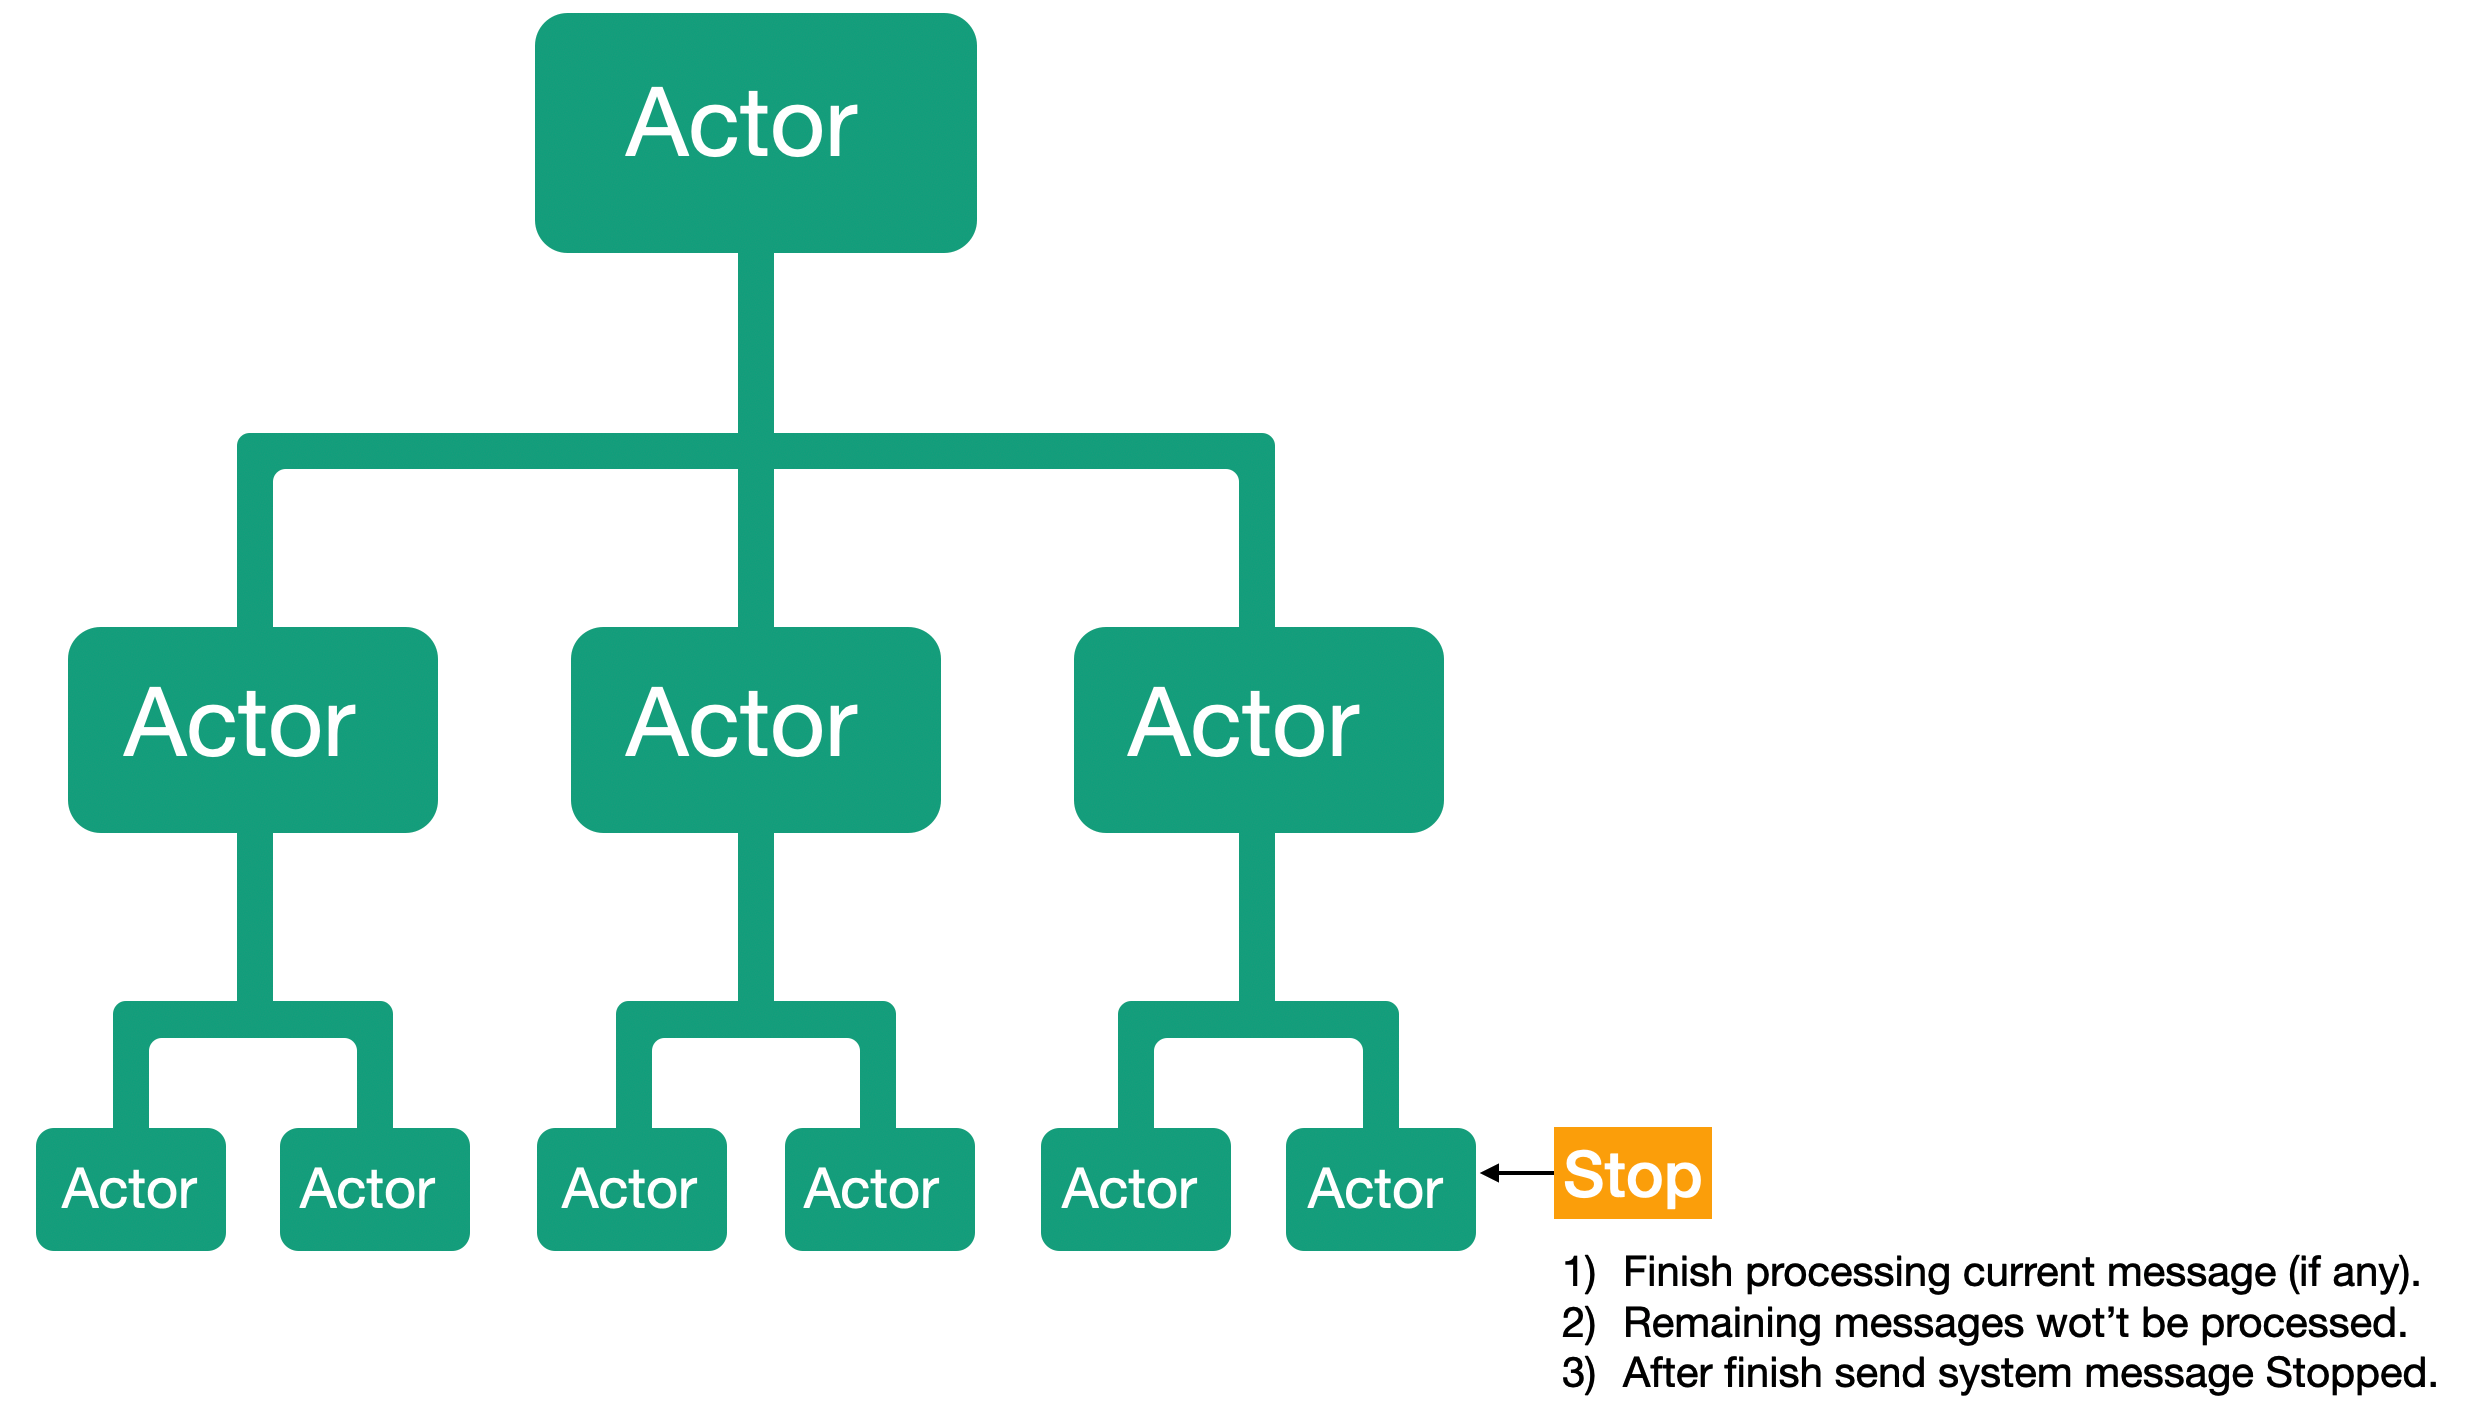 Actor
Actor
Actor
Actor
Actor
Actor
Actor
Actor
Actor
Actor
Stop
1) Finish processing current message (if any).
2) Remaining messages wot’t be processed.
3) After finish send system message Stopped.